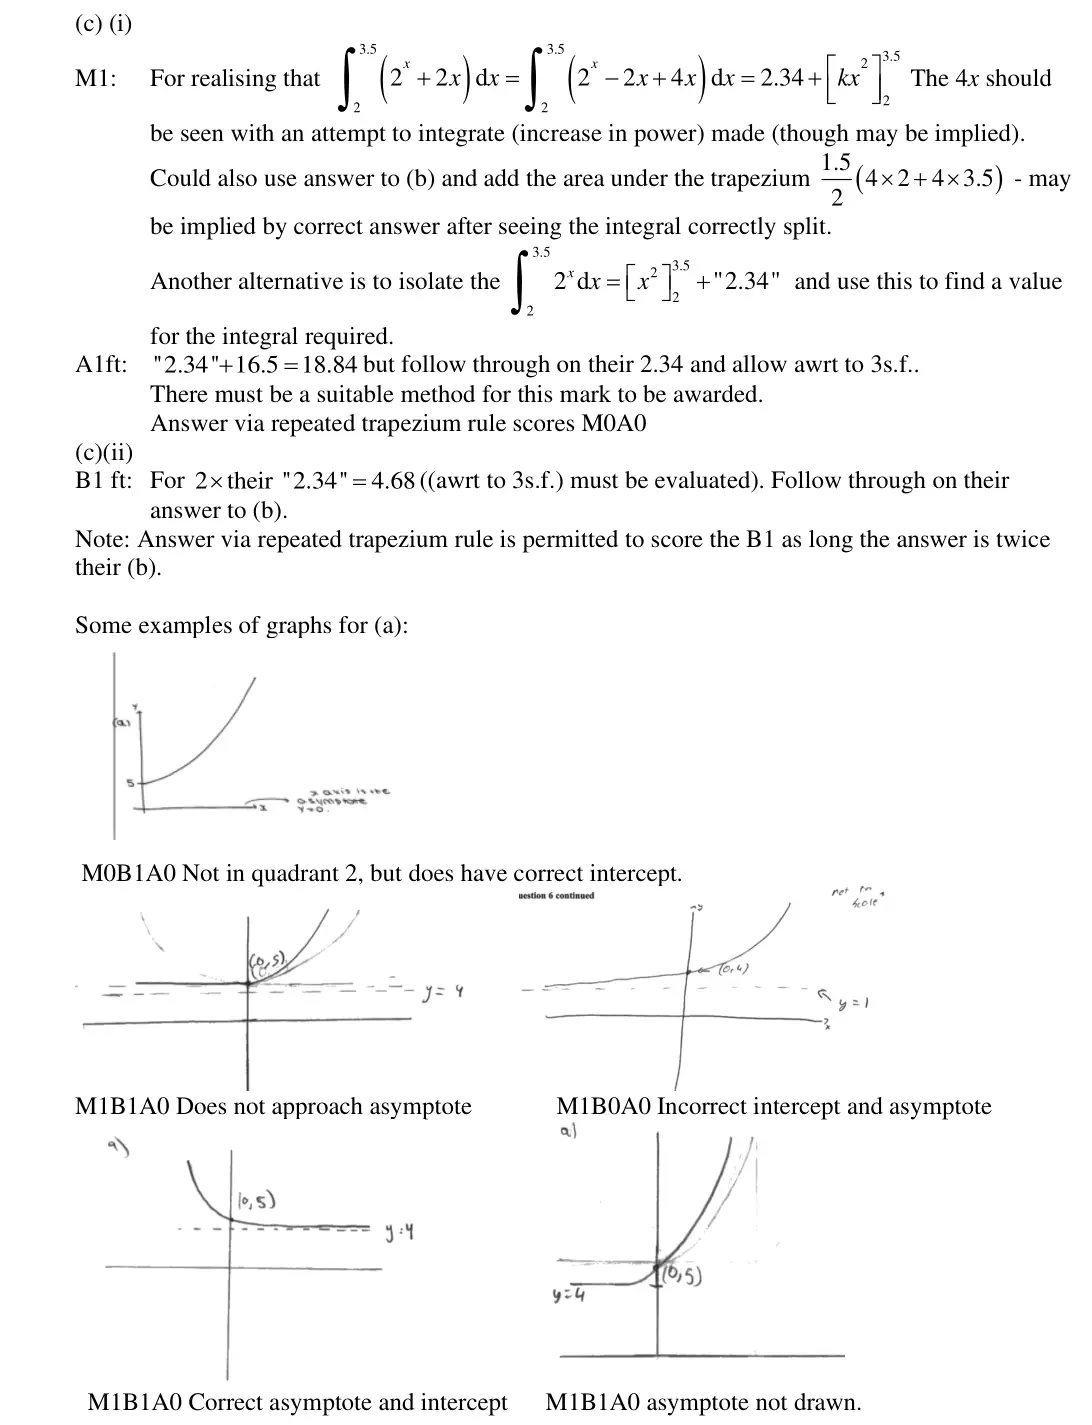 (c) (i)
M1: For realising that ∫_2^3.5 (2^x + 2x) dx = ∫_2^3.5 (2^x − 2x + 4x) dx = 2.34 + [kx^2]_2^3.5 The 4x should
be seen with an attempt to integrate (increase in power) made (though may be implied).
Could also use answer to (b) and add the area under the trapezium 1.5/2 (4×2+4×3.5) - may
be implied by correct answer after seeing the integral correctly split.
Another alternative is to isolate the ∫_2^3.5 2^x dx = [x^2]_2^3.5 + "2.34" and use this to find a value
for the integral required.
A1ft: "2.34"+16.5 = 18.84 but follow through on their 2.34 and allow awrt to 3s.f..
There must be a suitable method for this mark to be awarded.
Answer via repeated trapezium rule scores M0A0
(c)(ii)
B1 ft: For 2× their "2.34" = 4.68 ((awrt to 3s.f.) must be evaluated). Follow through on their
answer to (b).
Note: Answer via repeated trapezium rule is permitted to score the B1 as long the answer is twice
their (b).
Some examples of graphs for (a):
y
(a)
5
x
x axis is the
asymptote
y=0.
M0B1A0 Not in quadrant 2, but does have correct intercept.
uestion 6 continued
not to
scale
(0,5)
y=4
(0,4)
y=1
x
M1B1A0 Does not approach asymptote M1B0A0 Incorrect intercept and asymptote
a)
(0,5)
y=4
a)
(0,5)
y=4
M1B1A0 Correct asymptote and intercept M1B1A0 asymptote not drawn.